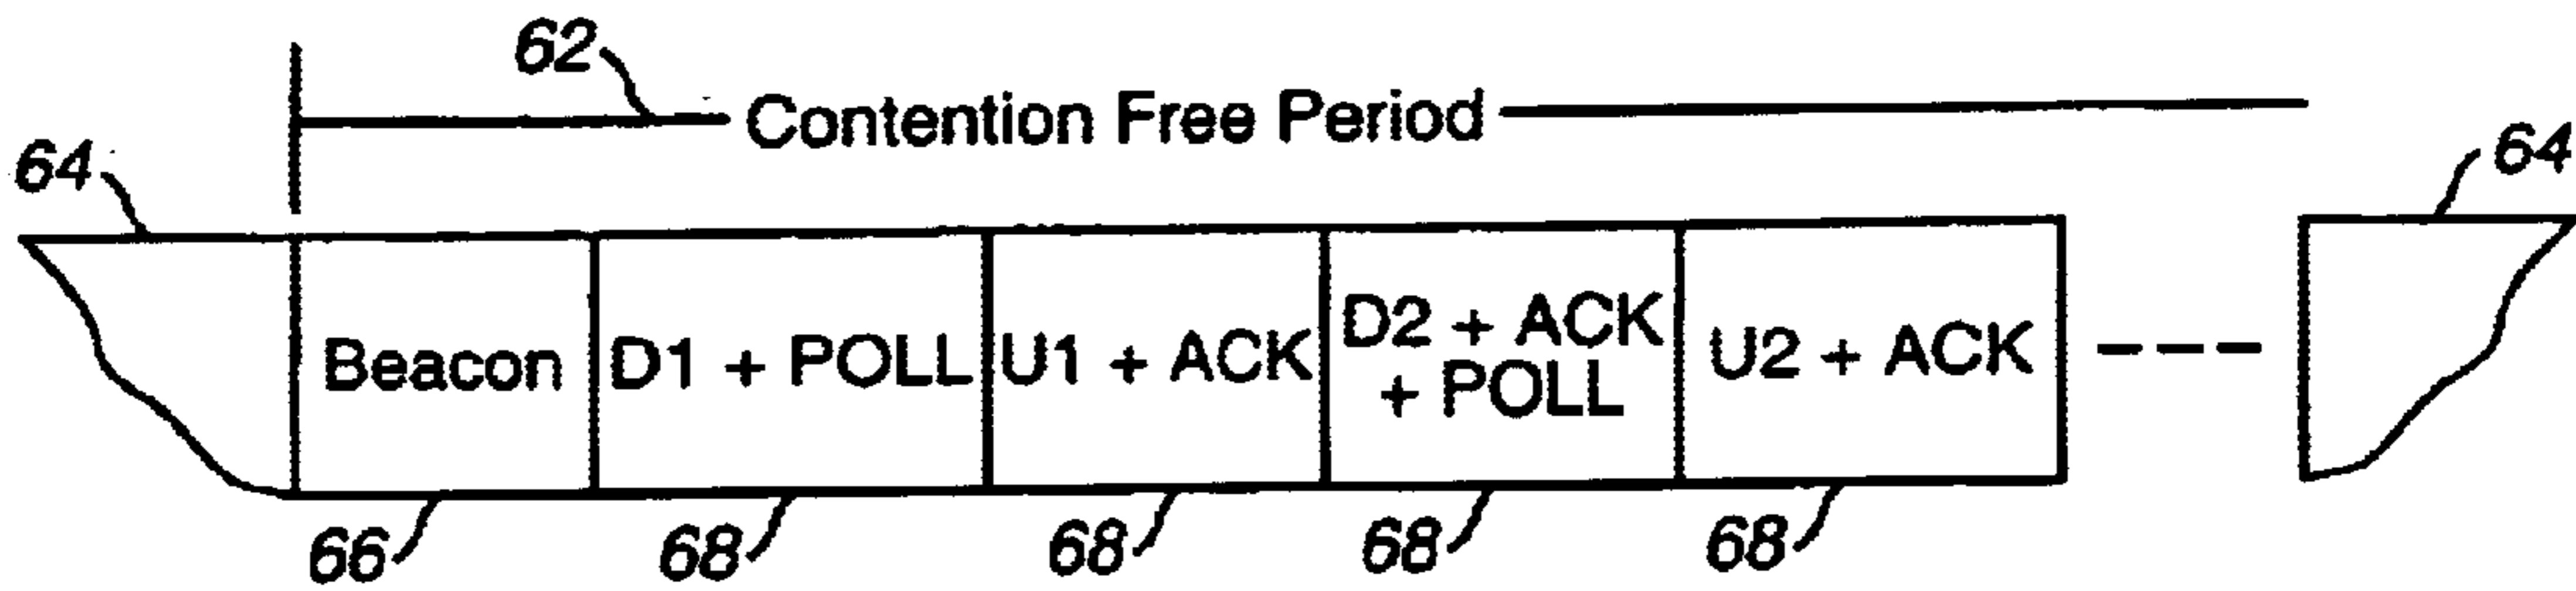 62
Contention Free Period
64
64
Beacon
D1 + POLL
U1 + ACK
D2 + ACK
+ POLL
U2 + ACK
66
68
68
68
68